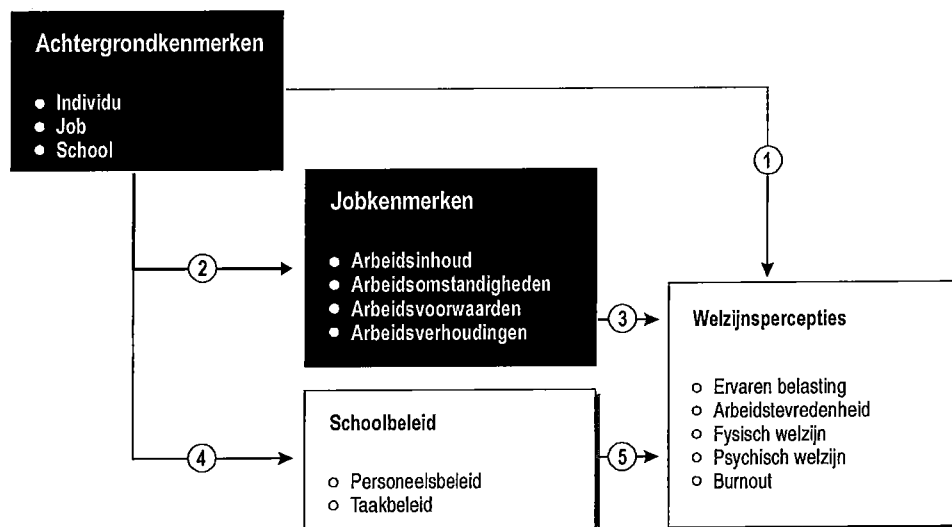 Achtergrondkenmerken
Individu
Job
School
1
Jobkenmerken
Arbeidsinhoud
Arbeidsomstandigheden
Arbeidsvoorwaarden
Arbeidsverhoudingen
2
3
Welzijnspercepties
Ervaren belasting
Arbeidstevredenheid
Fysisch welzijn
Psychisch welzijn
Burnout
Schoolbeleid
Personeelsbeleid
Taakbeleid
4
5